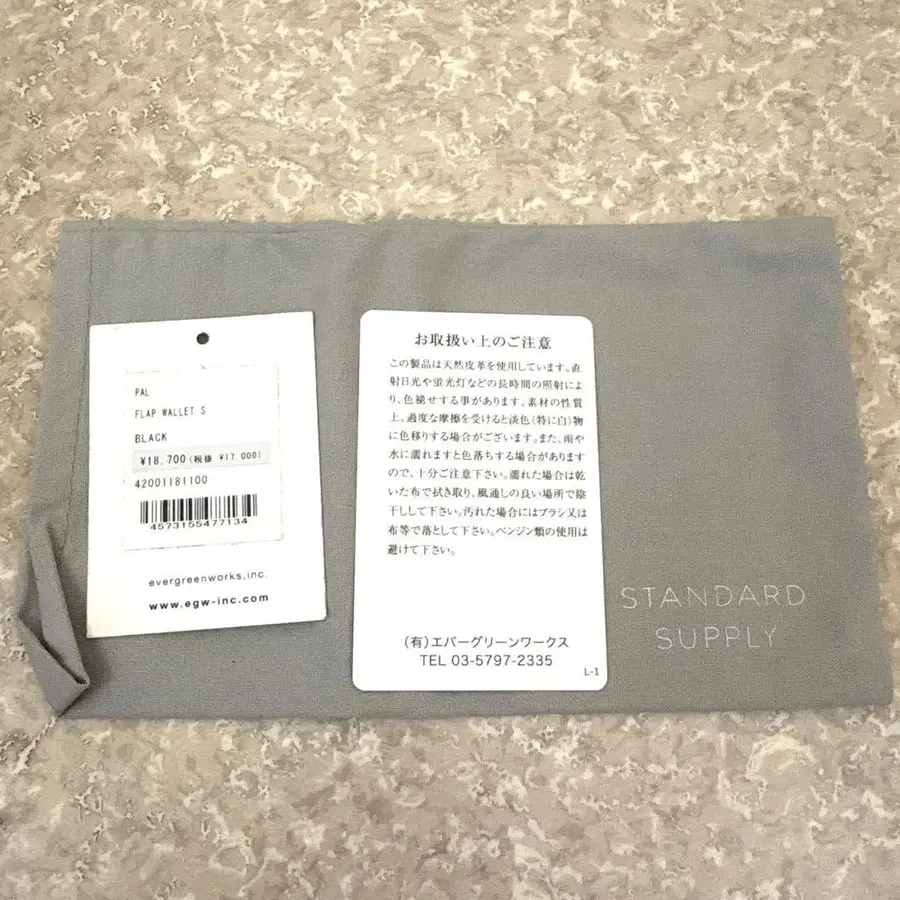 PAL
FLAP WALLET S
BLACK
¥18,700(税抜 ¥17,000)
42001181100
4573155477134
evergreenworks,inc.
www.egw-inc.com
お取扱い上のご注意
この製品は天然皮革を使用しています。直
射日光や蛍光灯などの長時間の照射によ
り、色褪せする事があります。素材の性質
上、過度な摩擦を受けると淡色(特に白)物
に色移りする場合がございます。また、雨や
水に濡れますと色落ちする場合があります
ので、十分ご注意下さい。濡れた場合は乾
いた布で拭き取り、風通しの良い場所で陰
干しして下さい。汚れた場合にはブラシ又は
布等で落として下さい。ベンジン類の使用は
避けて下さい。
(有)エバーグリーンワークス
TEL 03-5797-2335
L-1
STANDARD
SUPPLY